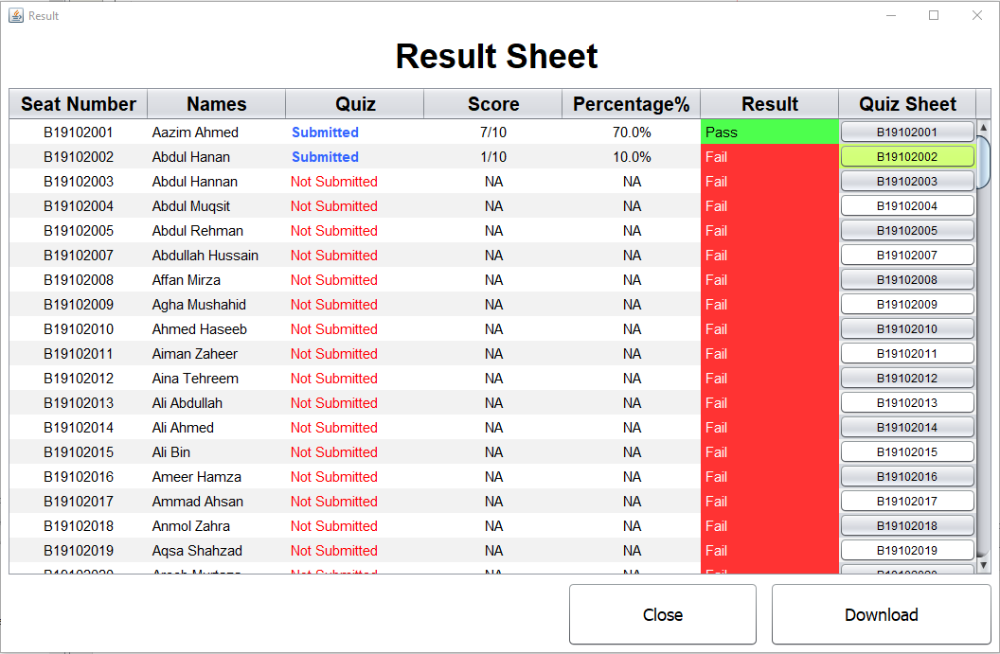 Result
Result Sheet
Seat Number Names Quiz Score Percentage% Result Quiz Sheet
B19102001 Aazim Ahmed Submitted 7/10 70.0% Pass B19102001
B19102002 Abdul Hanan Submitted 1/10 10.0% Fail B19102002
B19102003 Abdul Hannan Not Submitted NA NA Fail B19102003
B19102004 Abdul Muqsit Not Submitted NA NA Fail B19102004
B19102005 Abdul Rehman Not Submitted NA NA Fail B19102005
B19102007 Abdullah Hussain Not Submitted NA NA Fail B19102007
B19102008 Affan Mirza Not Submitted NA NA Fail B19102008
B19102009 Agha Mushahid Not Submitted NA NA Fail B19102009
B19102010 Ahmed Haseeb Not Submitted NA NA Fail B19102010
B19102011 Aiman Zaheer Not Submitted NA NA Fail B19102011
B19102012 Aina Tehreem Not Submitted NA NA Fail B19102012
B19102013 Ali Abdullah Not Submitted NA NA Fail B19102013
B19102014 Ali Ahmed Not Submitted NA NA Fail B19102014
B19102015 Ali Bin Not Submitted NA NA Fail B19102015
B19102016 Ameer Hamza Not Submitted NA NA Fail B19102016
B19102017 Ammad Ahsan Not Submitted NA NA Fail B19102017
B19102018 Anmol Zahra Not Submitted NA NA Fail B19102018
B19102019 Aqsa Shahzad Not Submitted NA NA Fail B19102019
B19102020 Not Submitted NA NA Fail B19102020
Close Download